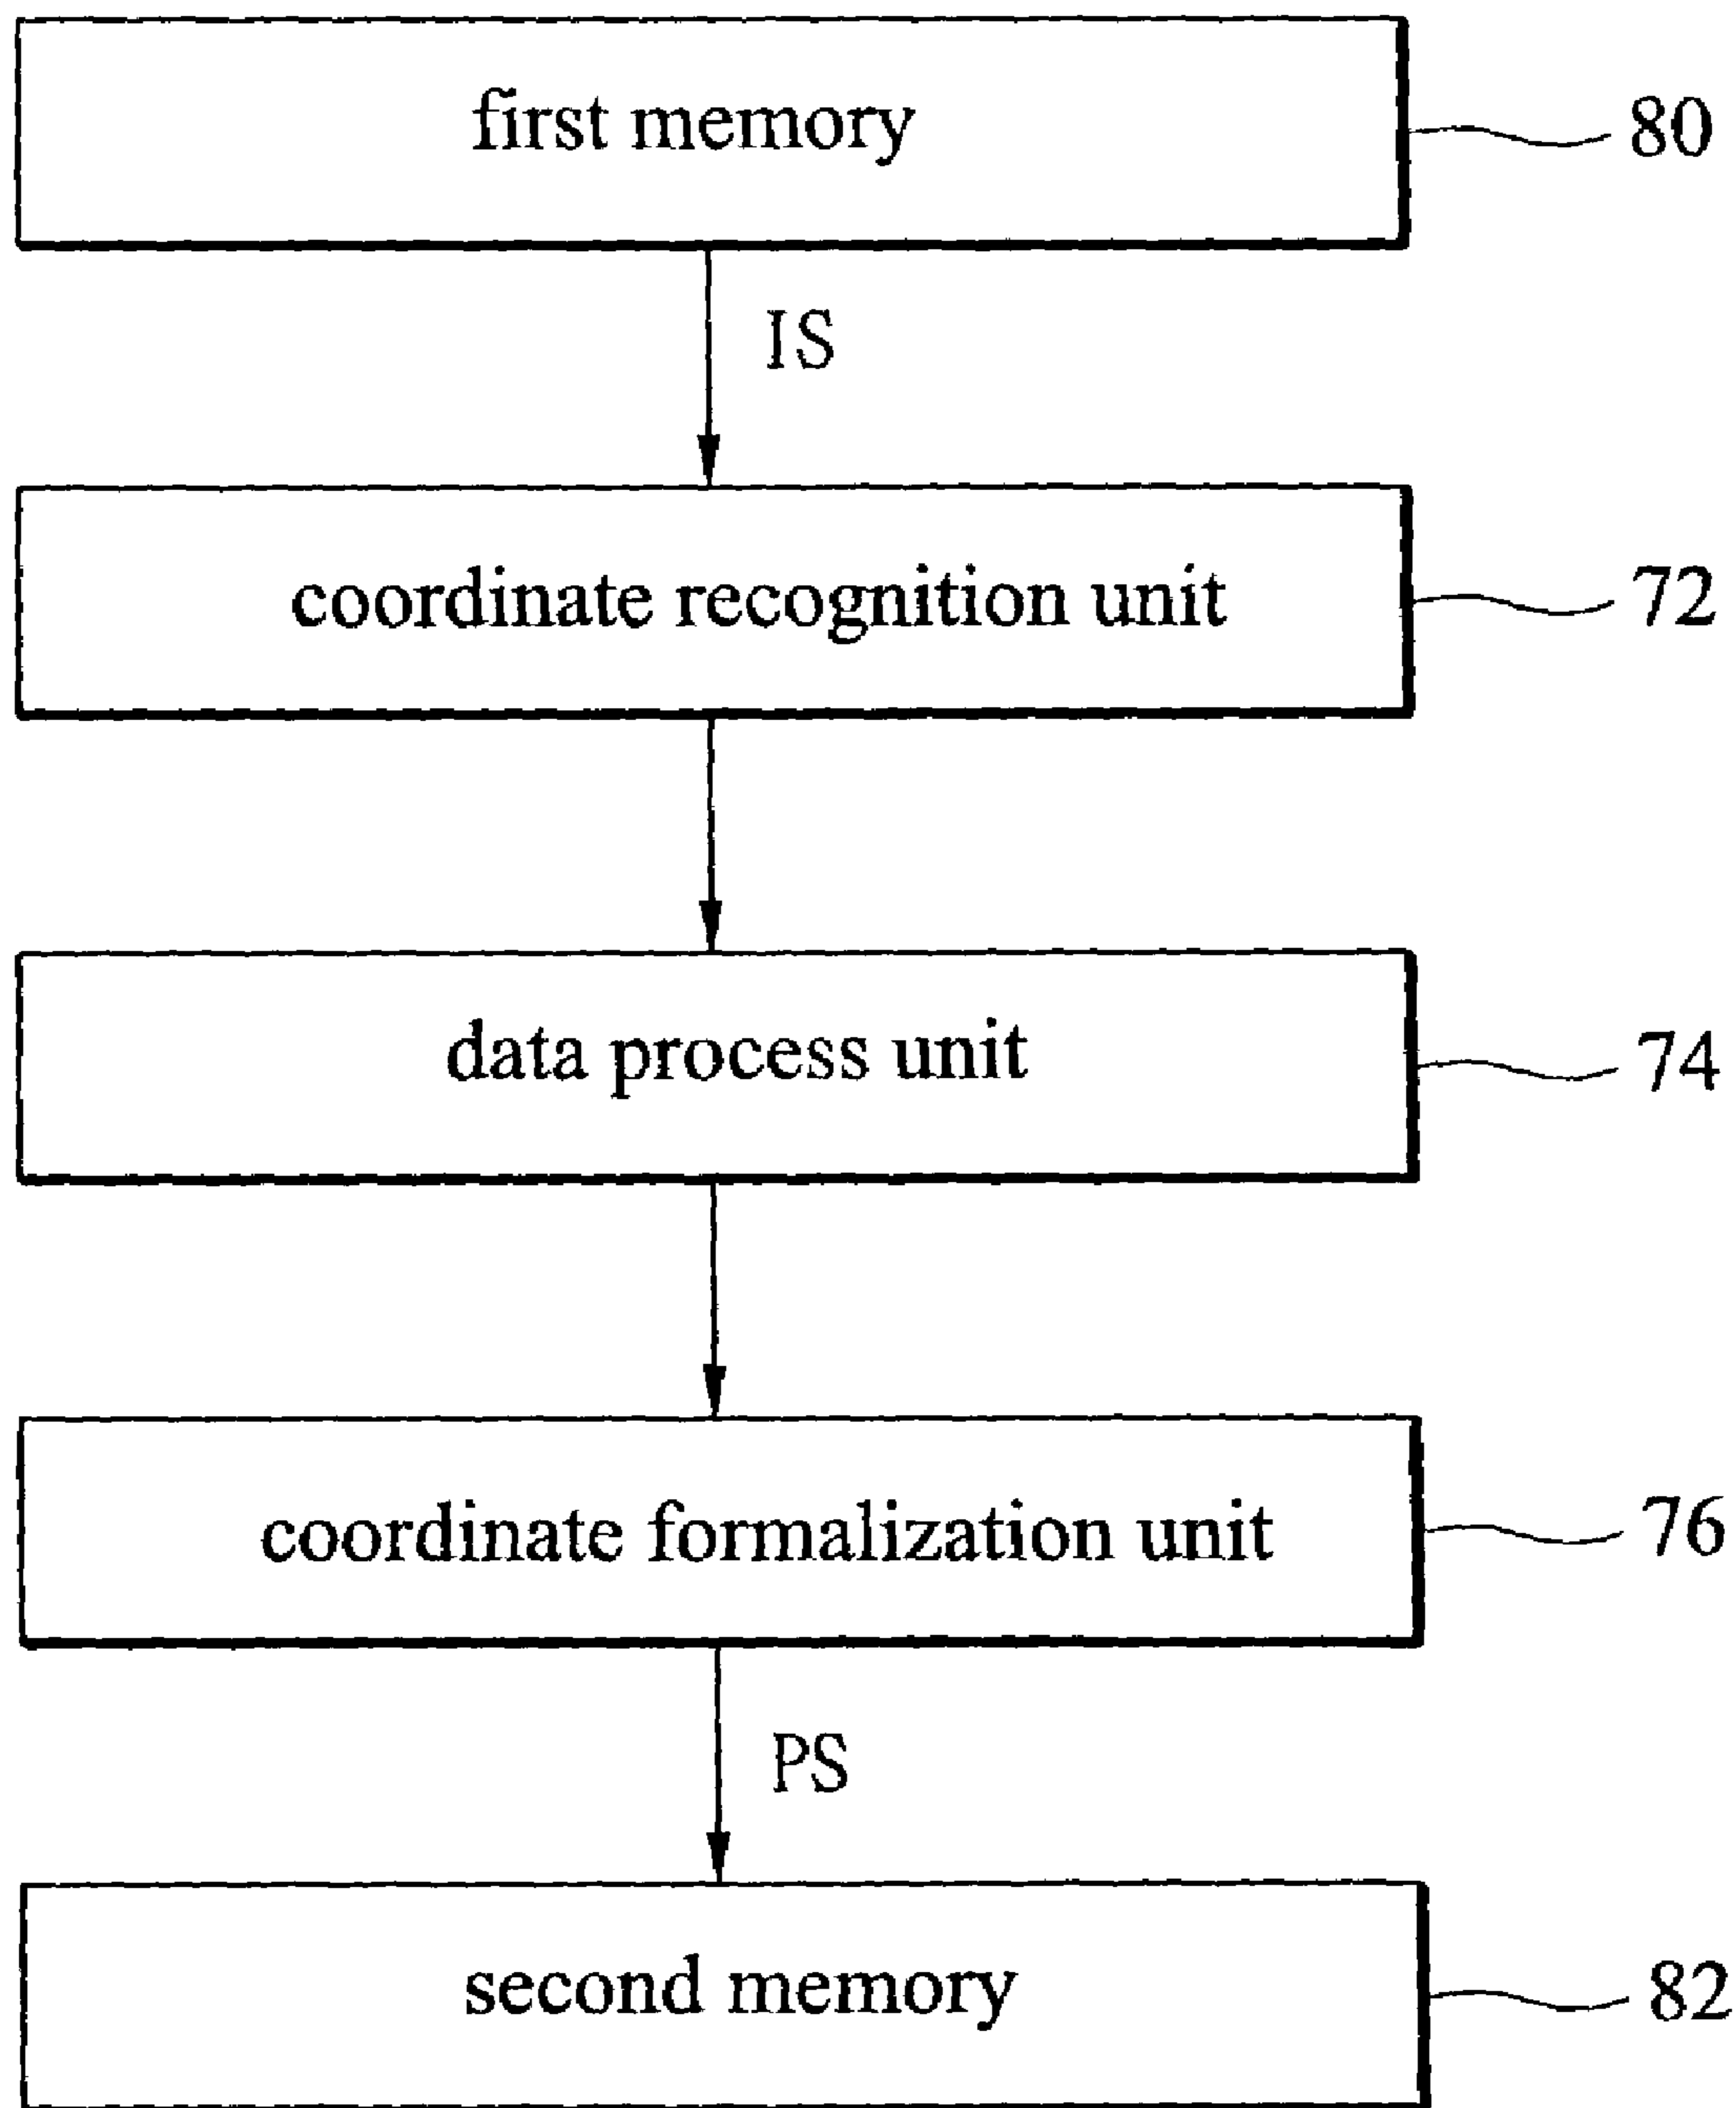 first memory 80
IS
coordinate recognition unit 72
data process unit 74
coordinate formalization unit 76
PS
second memory 82